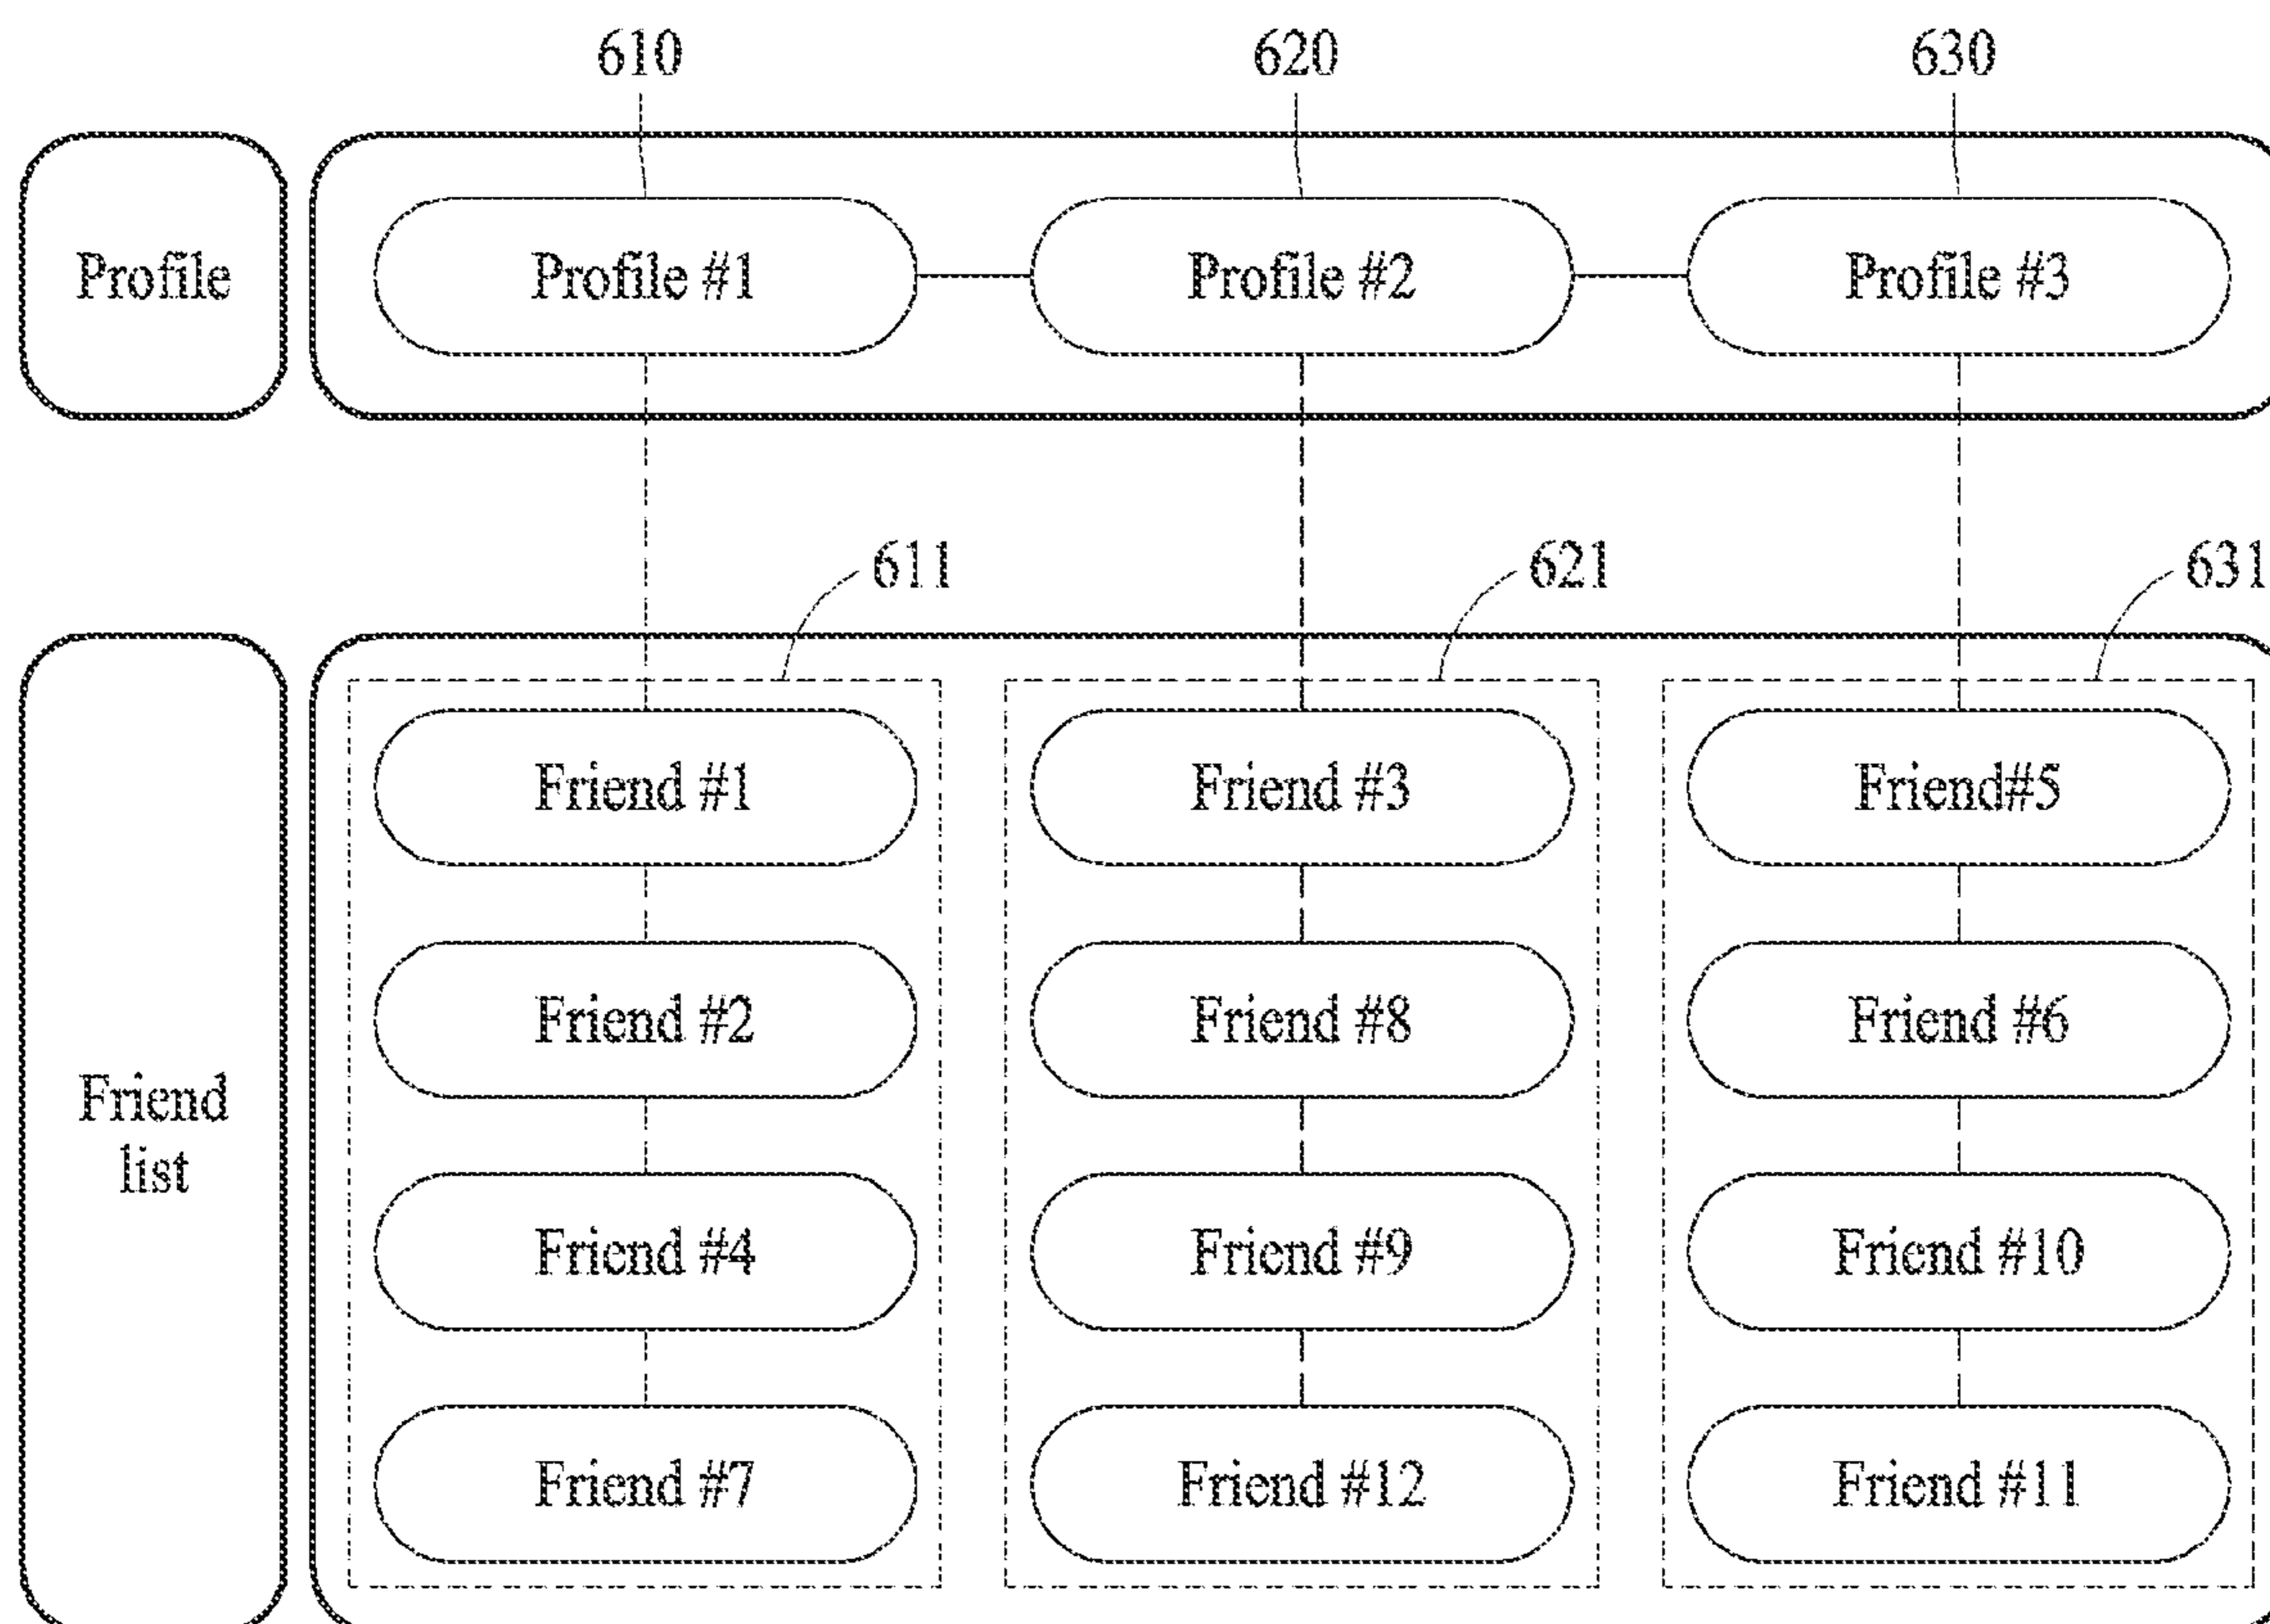 610 620 630
Profile Profile #1 Profile #2 Profile #3
611 621 631
Friend #1 Friend #3 Friend#5
Friend #2 Friend #8 Friend #6
Friend
list
Friend #4 Friend #9 Friend #10
Friend #7 Friend #12 Friend #11